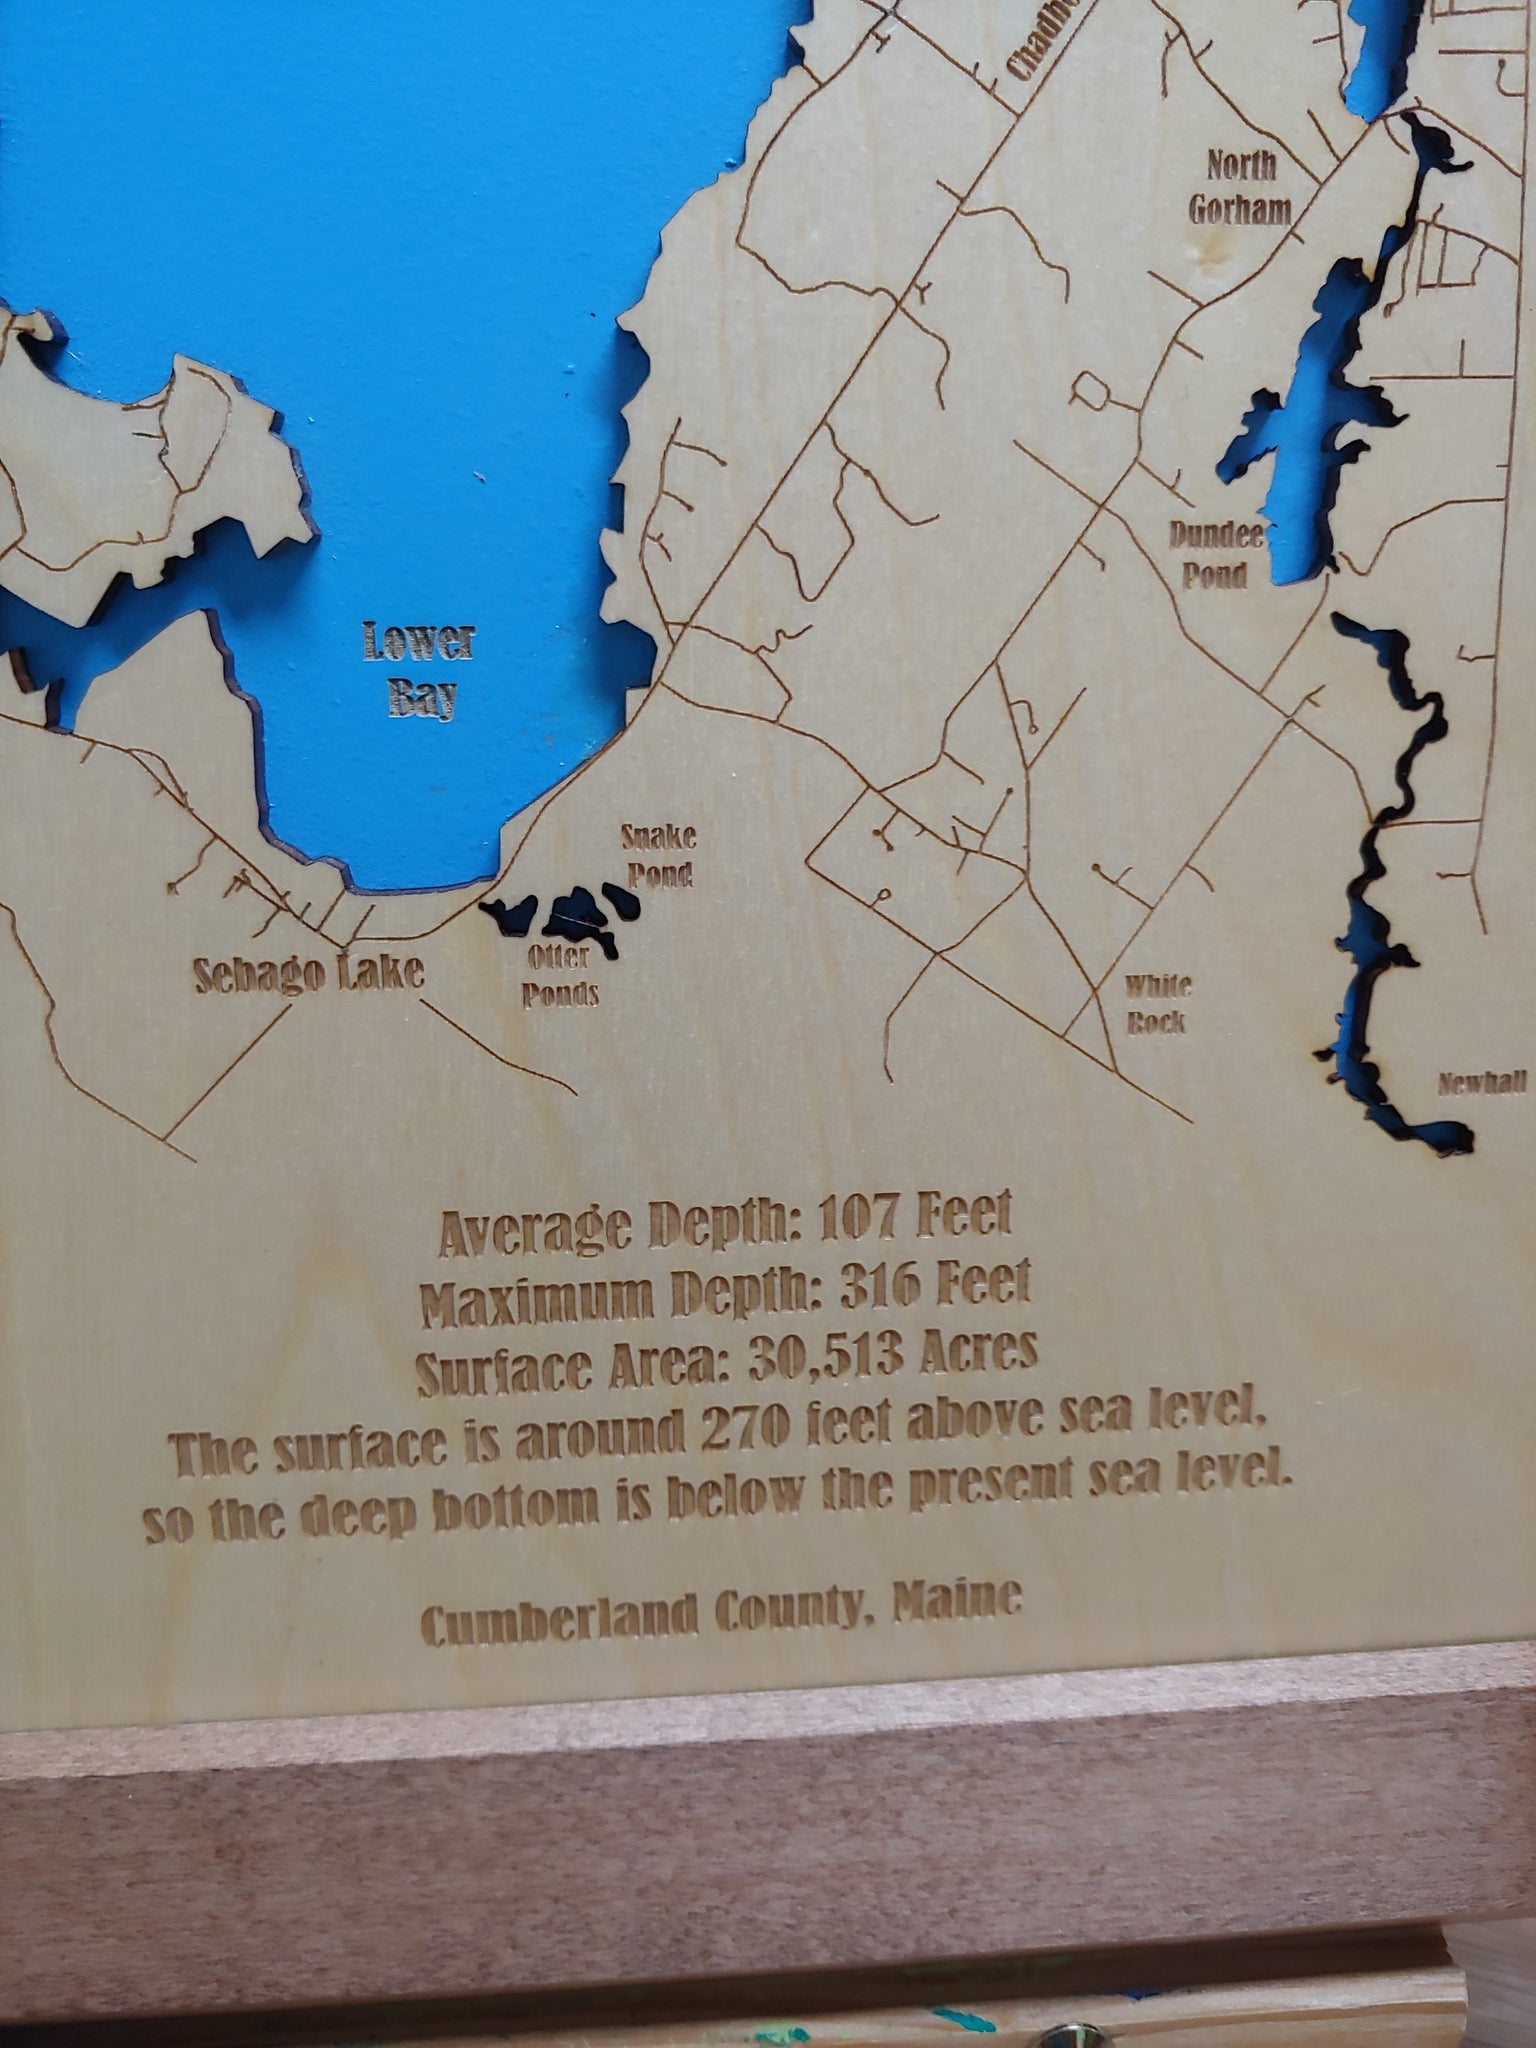 North
Gorham
Dundee
Pond
Lower
Bay
Snake
Pond
Sebago Lake
Otter
Ponds
White
Rock
Newhall
Average Depth: 107 Feet
Maximum Depth: 316 Feet
Surface Area: 30,513 Acres
The surface is around 270 feet above sea level,
so the deep bottom is below the present sea level.
Cumberland County, Maine